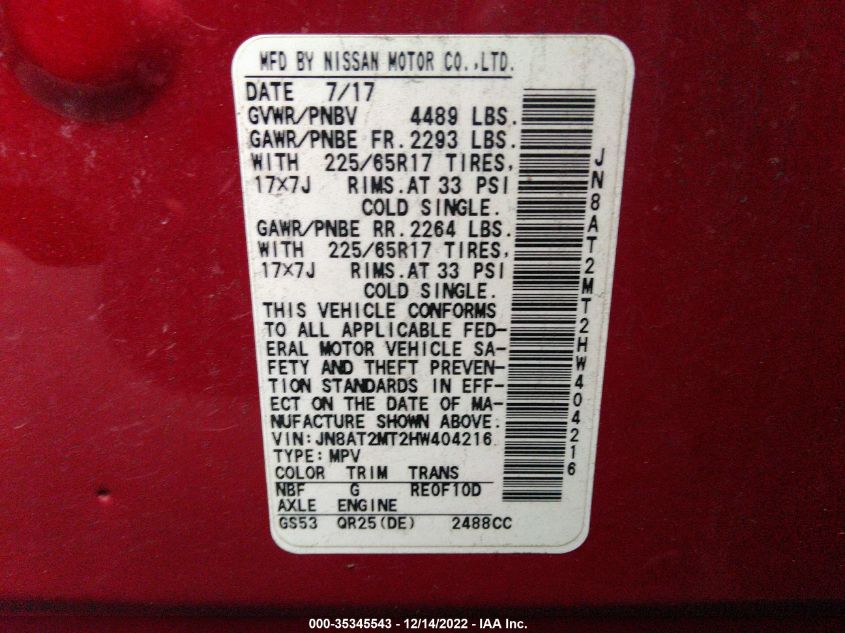 MFD BY NISSAN MOTOR CO.,LTD.
DATE 7/17
GVWR/PNBV 4489 LBS.
GAWR/PNBE FR. 2293 LBS.
WITH 225/65R17 TIRES,
17×7J RIMS.AT 33 PSI
COLD SINGLE.
GAWR/PNBE RR. 2264 LBS.
WITH 225/65R17 TIRES,
17×7J RIMS.AT 33 PSI
COLD SINGLE.
THIS VEHICLE CONFORMS
TO ALL APPLICABLE FED-
ERAL MOTOR VEHICLE SA-
FETY AND THEFT PREVEN-
TION STANDARDS IN EFF-
ECT ON THE DATE OF MA-
NUFACTURE SHOWN ABOVE.
VIN:JN8AT2MT2HW404216
TYPE:MPV
COLOR TRIM TRANS
NBF G RE0F10D
AXLE ENGINE
GS53 QR25(DE) 2488CC
JN8AT2MT2HW404216
000-35345543 - 12/14/2022 - IAA Inc.